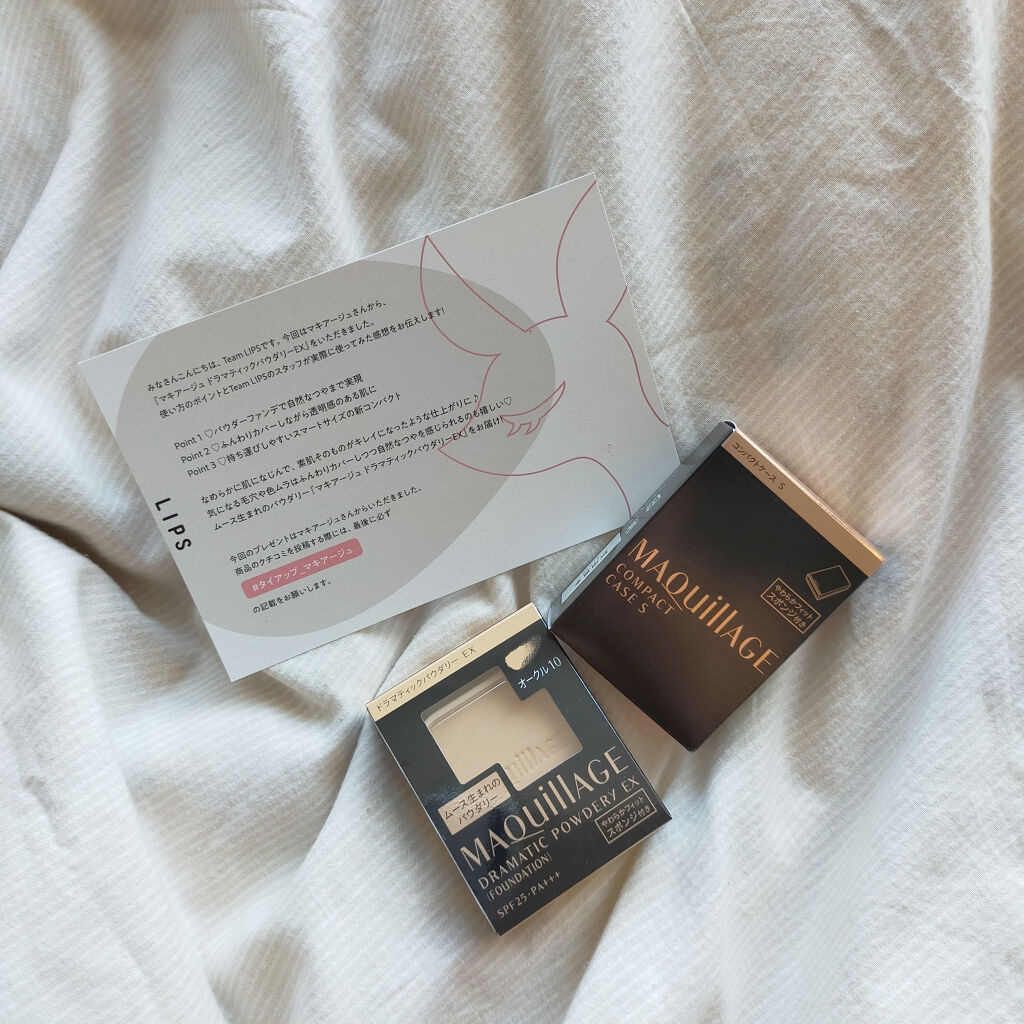 みなさんこんにちは、Team LIPSです。今回はマキアージュさんから、
『マキアージュ ドラマティックパウダリーEX』をいただきました。
使い方のポイントとTeam LIPSのスタッフが実際に使ってみた感想をお伝えします!
Point 1 ♡パウダーファンデで自然なつやまで実現
Point 2 ♡ふんわりカバーしながら透明感のある肌に
Point 3 ♡持ち運びしやすいスマートサイズの新コンパクト
なめらかに肌になじんで、素肌そのものがキレイになったような仕上がりに♪
気になる毛穴や色ムラはふんわりカバーしつつ自然なつやを感じられるのも嬉しい♡
ムース生まれのパウダリー『マキアージュ ドラマティックパウダリーEX』をお届け!
今回のプレゼントはマキアージュさんからいただきました。
商品のクチコミを投稿する際には、最後に必ず
#タイアップ_マキアージュ
の記載をお願いします。
LIPS
コンパクトケース S
MAQuillAGE
COMPACT
CASE S
やわらかフィット
スポンジ付き
ドラマティックパウダリー EX
オークル10
ムース生まれの
パウダリー
MAQuillAGE
DRAMATIC POWDERY EX
(FOUNDATION)
SPF25・PA+++
やわらかフィット
スポンジ付き